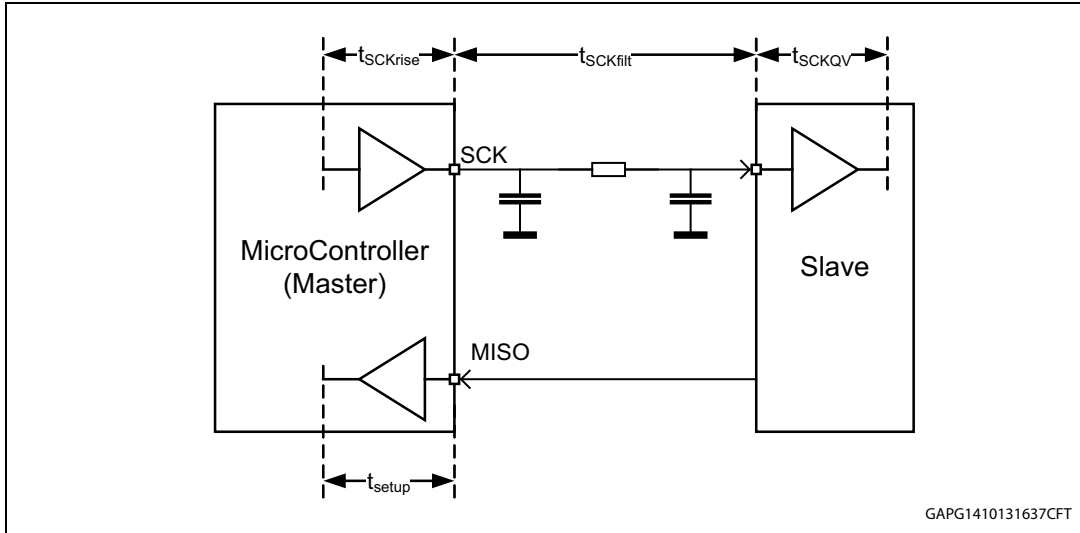 tSCKrise
tSCKfilt
tSCKQV
SCK
MicroController
(Master)
Slave
MISO
tsetup
GAPG1410131637CFT